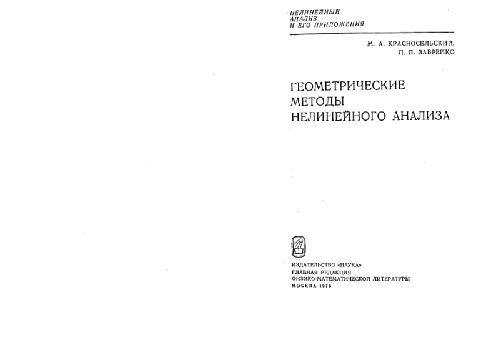 НЕЛИНЕЙНЫЙ
АНАЛИЗ
И ЕГО ПРИЛОЖЕНИЯ
М. А. КРАСНОСЕЛЬСКИЙ,
П. П. ЗАБРЕЙКО
ГЕОМЕТРИЧЕСКИЕ
МЕТОДЫ
НЕЛИНЕЙНОГО АНАЛИЗА
ИЗДАТЕЛЬСТВО «НАУКА»
ГЛАВНАЯ РЕДАКЦИЯ
ФИЗИКО-МАТЕМАТИЧЕСКОЙ ЛИТЕРАТУРЫ
МОСКВА 1975